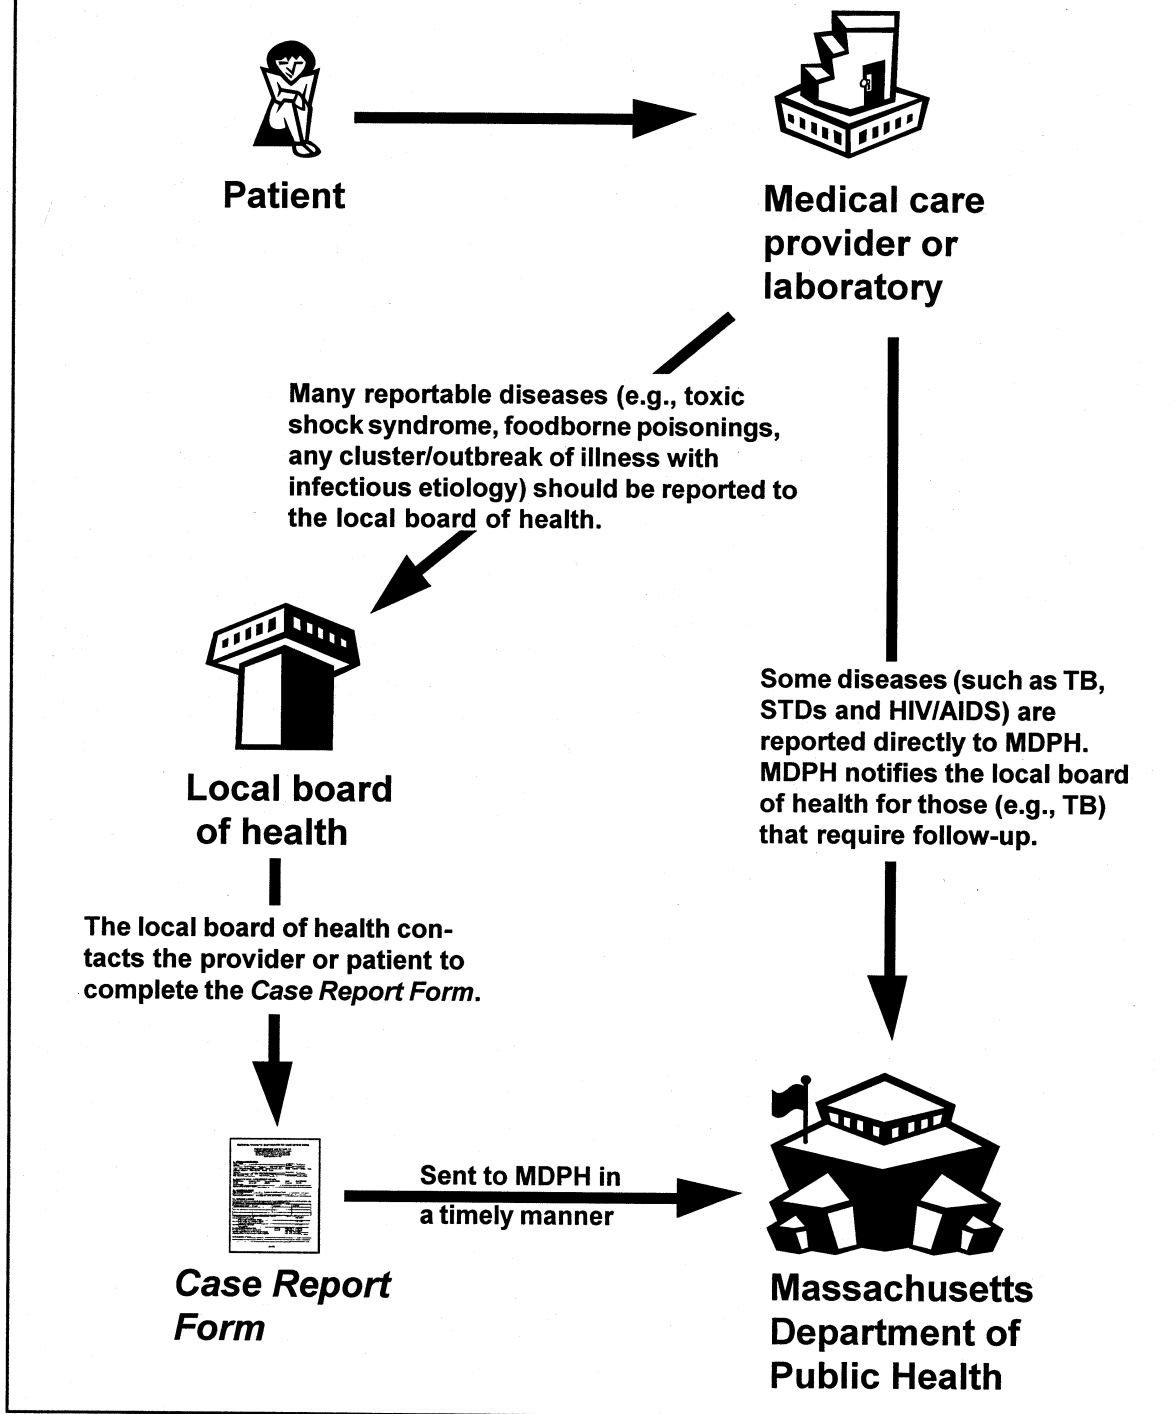 Patient
Medical care
provider or
laboratory
Many reportable diseases (e.g., toxic
shock syndrome, foodborne poisonings,
any cluster/outbreak of illness with
infectious etiology) should be reported to
the local board of health.
Local board
of health
Some diseases (such as TB,
STDs and HIV/AIDS) are
reported directly to MDPH.
MDPH notifies the local board
of health for those (e.g., TB)
that require follow-up.
The local board of health con-
tacts the provider or patient to
complete the Case Report Form.
Sent to MDPH in
a timely manner
Case Report
Form
Massachusetts
Department of
Public Health